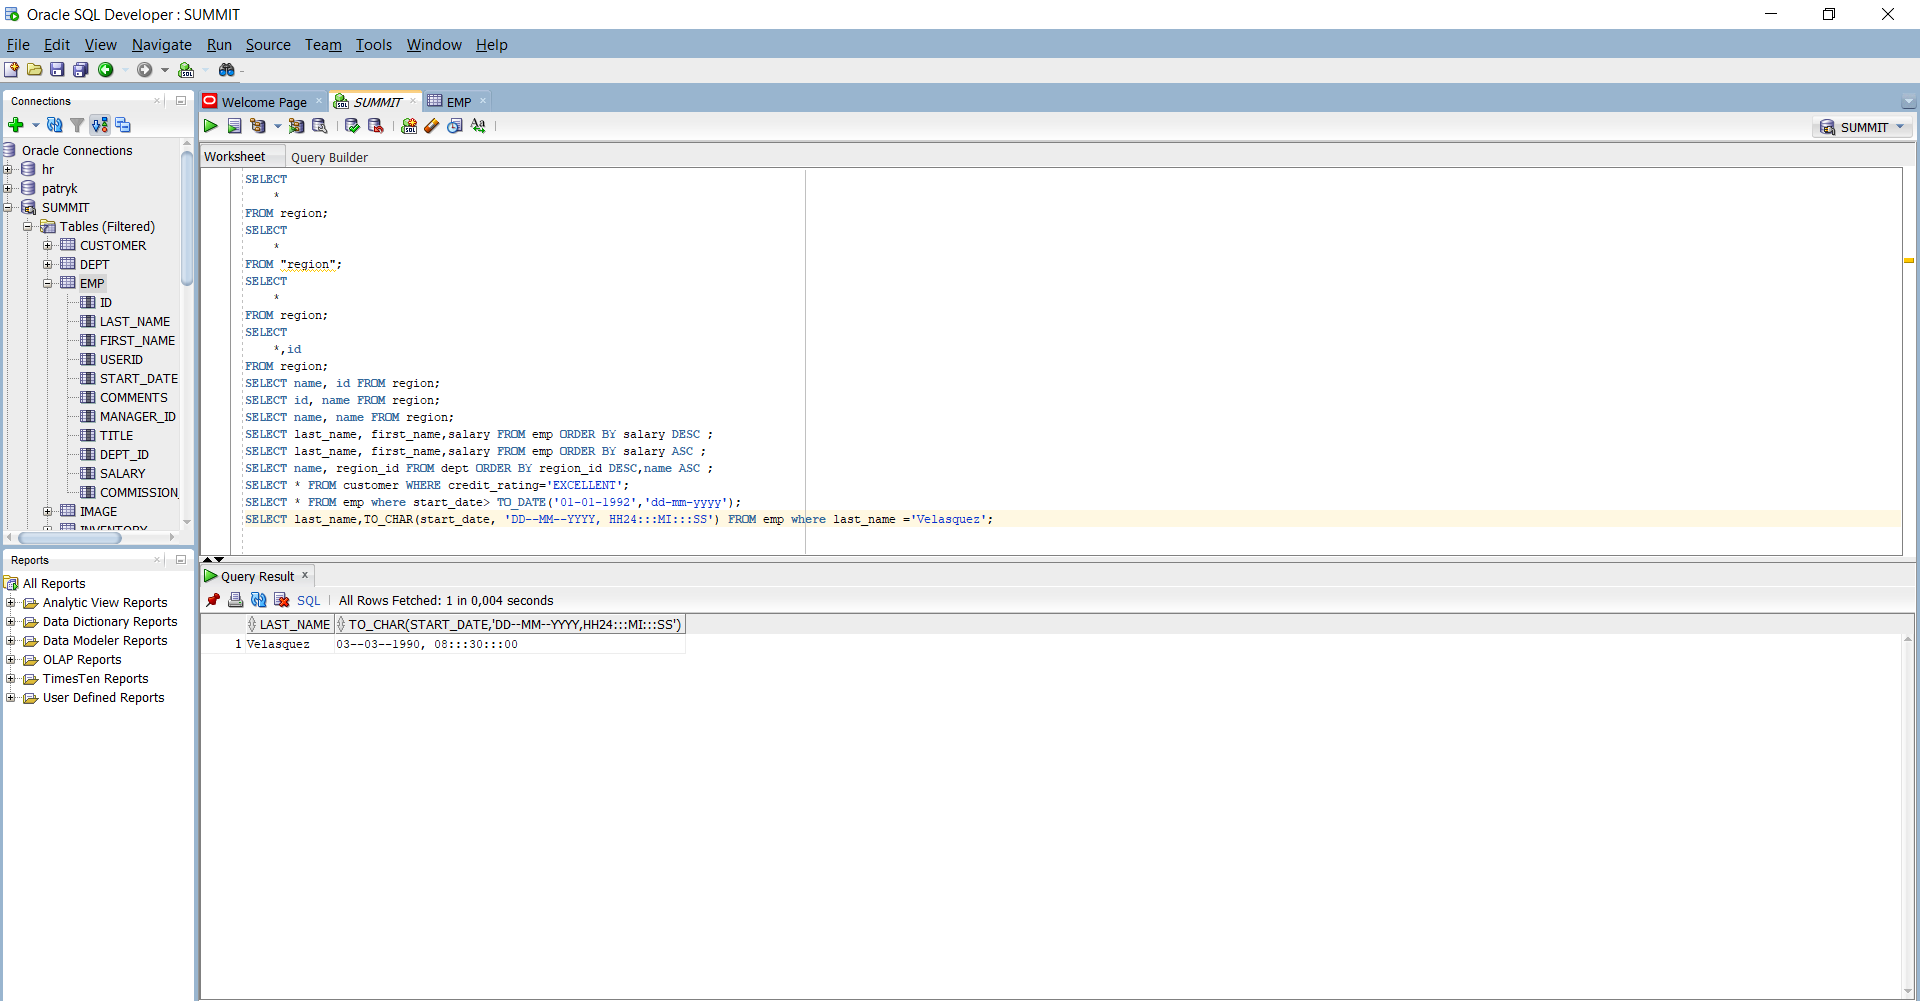 Oracle SQL Developer : SUMMIT
File Edit View Navigate Run Source Team Tools Window Help
Connections
Oracle Connections
hr
patryk
SUMMIT
Tables (Filtered)
CUSTOMER
DEPT
EMP
ID
LAST_NAME
FIRST_NAME
USERID
START_DATE
COMMENTS
MANAGER_ID
TITLE
DEPT_ID
SALARY
COMMISSION_
IMAGE
INVENTORY
Reports
All Reports
Analytic View Reports
Data Dictionary Reports
Data Modeler Reports
OLAP Reports
TimesTen Reports
User Defined Reports
Welcome Page SUMMIT EMP
SUMMIT
Worksheet Query Builder
SELECT
*
FROM region;
SELECT
*
FROM "region";
SELECT
*
FROM region;
SELECT
*,id
FROM region;
SELECT name, id FROM region;
SELECT id, name FROM region;
SELECT name, name FROM region;
SELECT last_name, first_name,salary FROM emp ORDER BY salary DESC ;
SELECT last_name, first_name,salary FROM emp ORDER BY salary ASC ;
SELECT name, region_id FROM dept ORDER BY region_id DESC,name ASC ;
SELECT * FROM customer WHERE credit_rating='EXCELLENT';
SELECT * FROM emp where start_date> TO_DATE('01-01-1992','dd-mm-yyyy');
SELECT last_name,TO_CHAR(start_date, 'DD--MM--YYYY, HH24:::MI:::SS') FROM emp where last_name ='Velasquez';
Query Result
SQL All Rows Fetched: 1 in 0,004 seconds
LAST_NAME TO_CHAR(START_DATE,'DD--MM--YYYY,HH24:::MI:::SS')
1 Velasquez 03--03--1990, 08:::30:::00